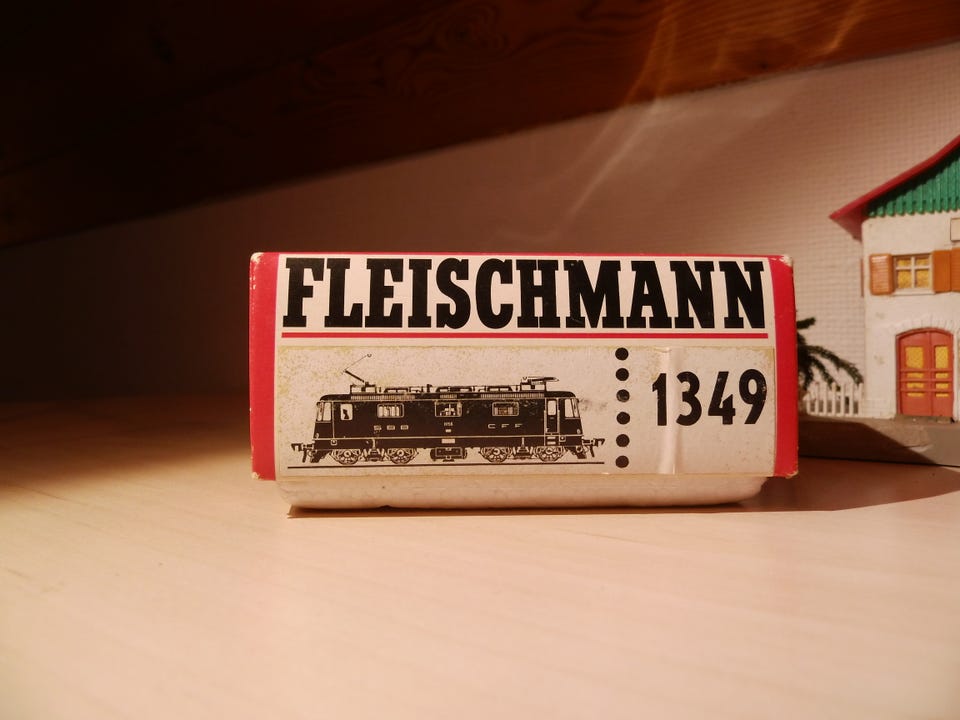 FLEISCHMANN
1349
SBB CFF